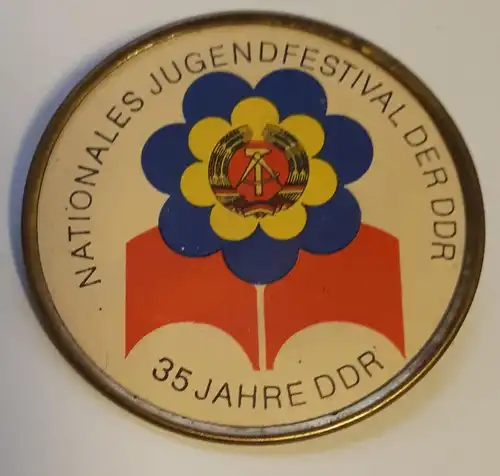 NATIONALES JUGENDFESTIVAL DER DDR
35 JAHRE DDR